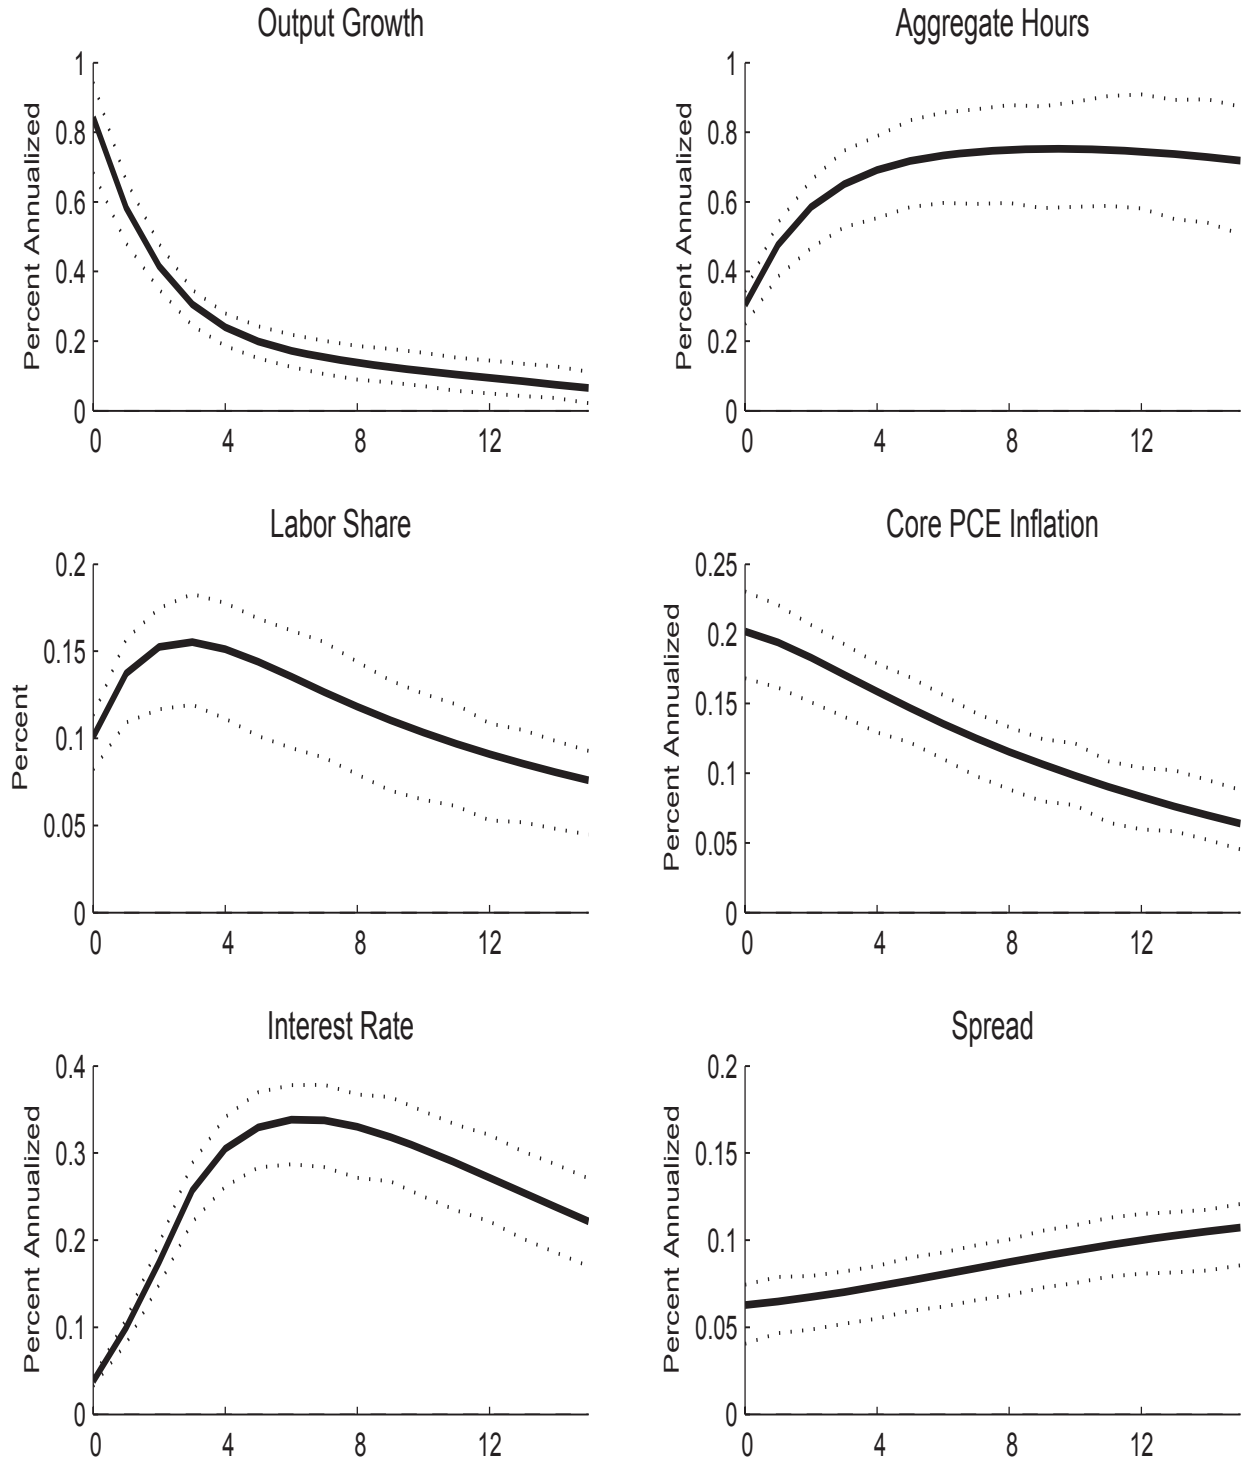 Output Growth
Percent Annualized
1
0.8
0.6
0.4
0.2
0
0 4 8 12
Aggregate Hours
Percent Annualized
1
0.8
0.6
0.4
0.2
0
0 4 8 12
Labor Share
Percent
0.2
0.15
0.1
0.05
0
0 4 8 12
Core PCE Inflation
Percent Annualized
0.25
0.2
0.15
0.1
0.05
0
0 4 8 12
Interest Rate
Percent Annualized
0.4
0.3
0.2
0.1
0
0 4 8 12
Spread
Percent Annualized
0.2
0.15
0.1
0.05
0
0 4 8 12